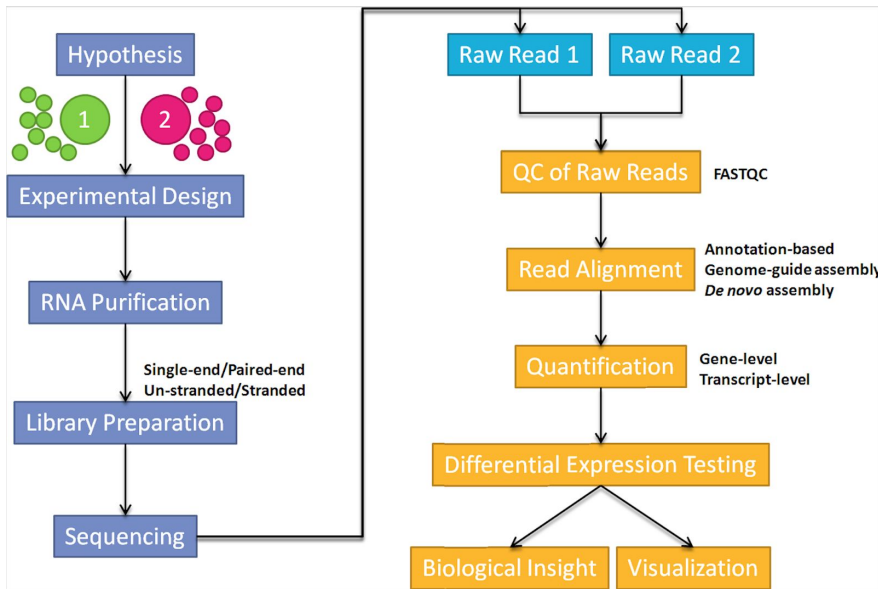 Hypothesis
1
2
Experimental Design
RNA Purification
Single-end/Paired-end
Un-stranded/Stranded
Library Preparation
Sequencing
Raw Read 1
Raw Read 2
QC of Raw Reads
FASTQC
Read Alignment
Annotation-based
Genome-guide assembly
De novo assembly
Quantification
Gene-level
Transcript-level
Differential Expression Testing
Biological Insight
Visualization